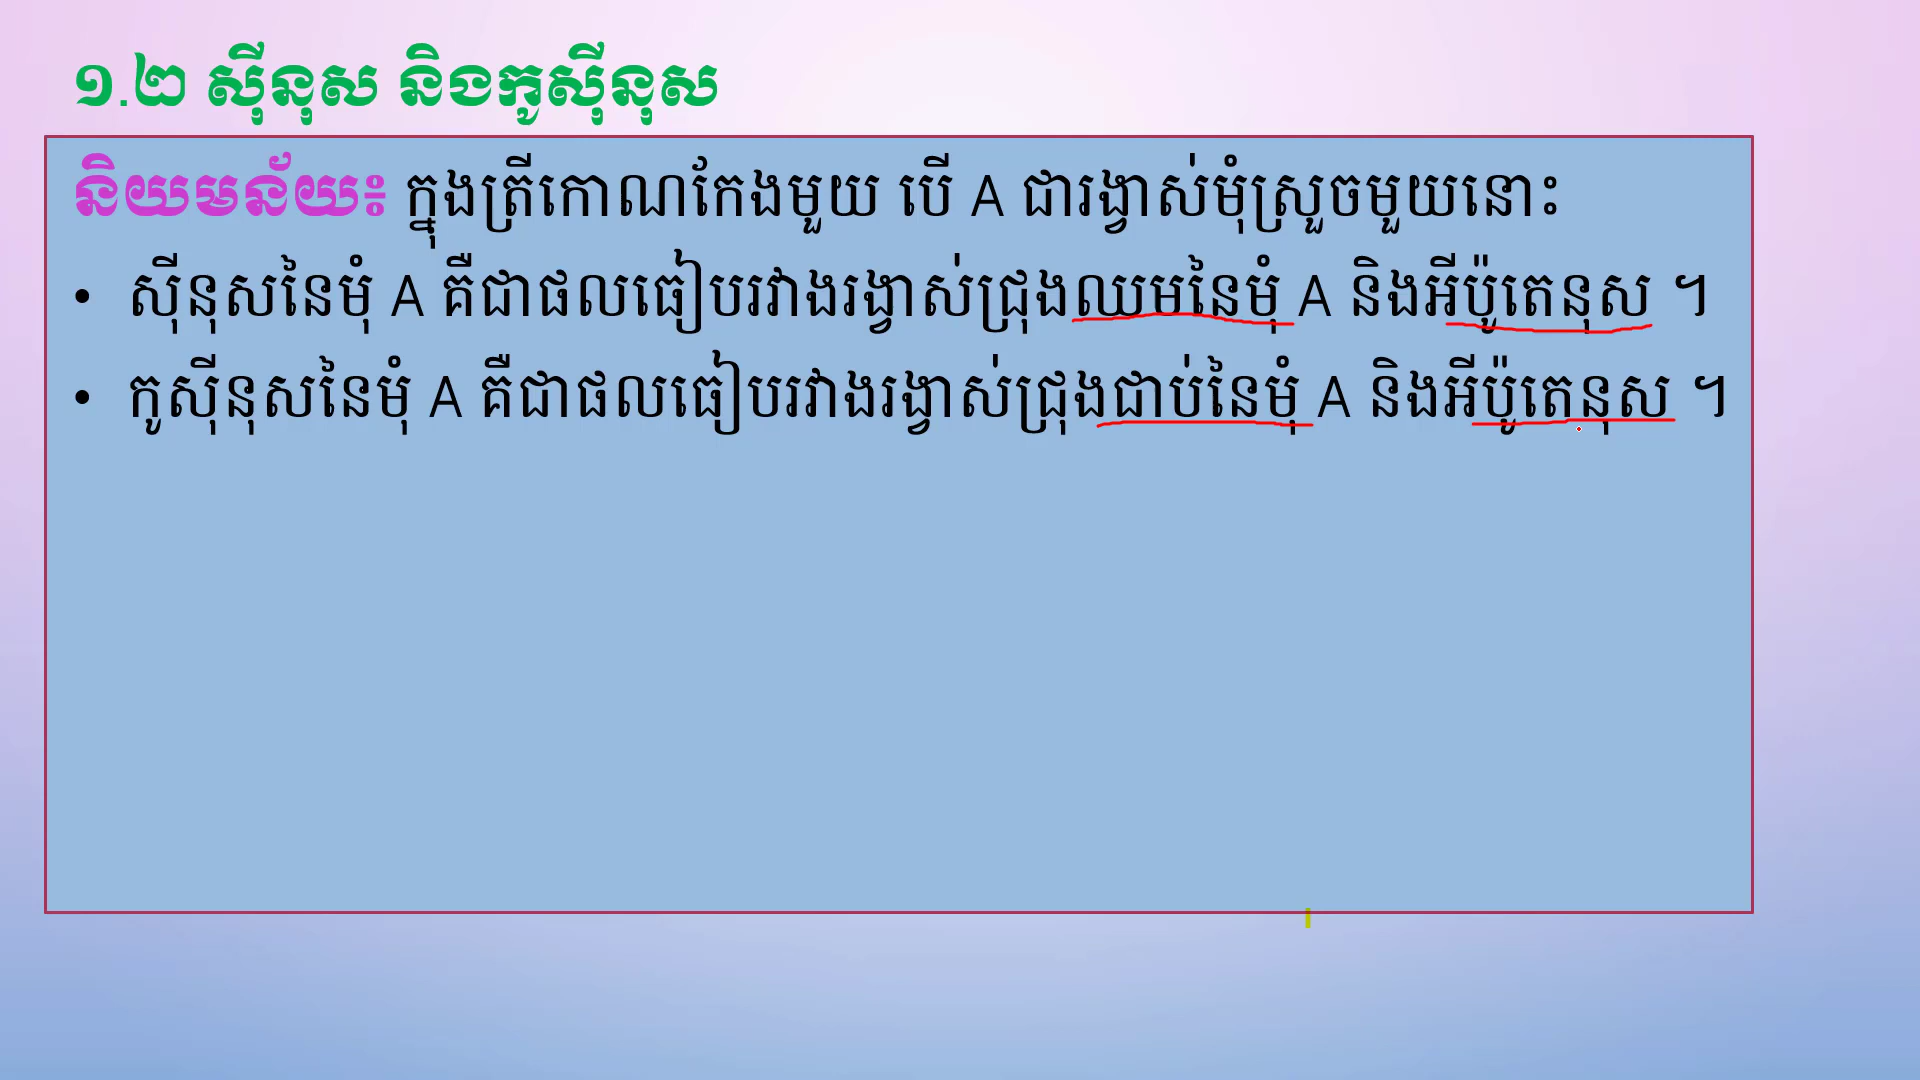 ១.២ ស៊ីនុស និងកូស៊ីនុស
និយមន័យ៖ ក្នុងត្រីកោណកែងមួយ បើ A ជារង្វាស់មុំស្រួចមួយនោះ
• ស៊ីនុសនៃមុំ A គឺជាផលធៀបរវាងរង្វាស់ជ្រុងឈមនៃមុំ A និងអ៊ីប៉ូតេនុស ។
• កូស៊ីនុសនៃមុំ A គឺជាផលធៀបរវាងរង្វាស់ជ្រុងជាប់នៃមុំ A និងអ៊ីប៉ូតេនុស ។